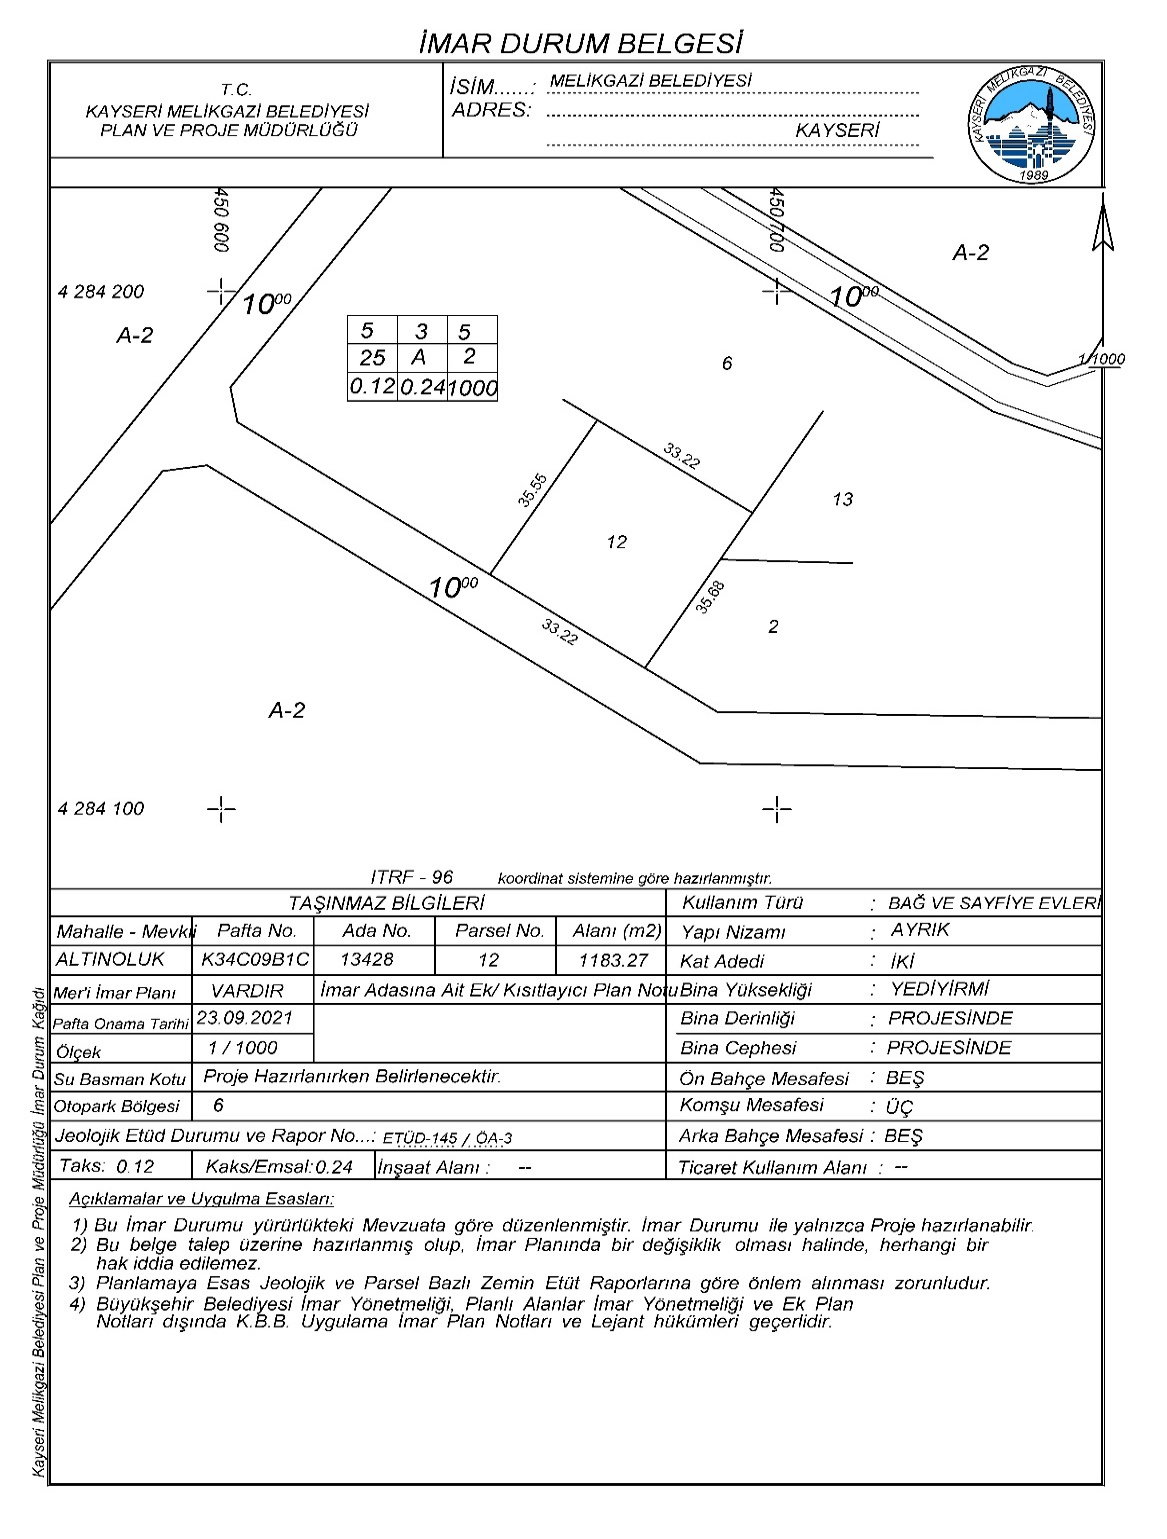 İMAR DURUM BELGESİ
T.C.
KAYSERİ MELİKGAZİ BELEDİYESİ
PLAN VE PROJE MÜDÜRLÜĞÜ
İSİM......: MELİKGAZİ BELEDİYESİ
ADRES:
KAYSERİ
KAYSERİ MELİKGAZİ BELEDİYESİ
1989
450 600
450 700
4 284 200
A-2
10⁰⁰
10⁰⁰
A-2
1/1000
5 3 5
25 A 2
0.12 0.24 1000
6
33.22
35.55
13
12
10⁰⁰
35.68
33.22
2
A-2
4 284 100
ITRF - 96 koordinat sistemine göre hazırlanmıştır.
TAŞINMAZ BİLGİLERİ
Kullanım Türü : BAĞ VE SAYFİYE EVLERİ
Mahalle - Mevkii Pafta No. Ada No. Parsel No. Alanı (m2) Yapı Nizamı : AYRIK
ALTINOLUK K34C09B1C 13428 12 1183.27 Kat Adedi : İKİ
Mer'i İmar Planı VARDIR İmar Adasına Ait Ek/ Kısıtlayıcı Plan Notu Bina Yüksekliği : YEDİYİRMİ
Pafta Onama Tarihi 23.09.2021 Bina Derinliği : PROJESİNDE
Ölçek 1 / 1000 Bina Cephesi : PROJESİNDE
Su Basman Kotu Proje Hazırlanırken Belirlenecektir. Ön Bahçe Mesafesi : BEŞ
Otopark Bölgesi 6 Komşu Mesafesi : ÜÇ
Jeolojik Etüd Durumu ve Rapor No...: ETÜD-145 / ÖA-3 Arka Bahçe Mesafesi : BEŞ
Taks: 0.12 Kaks/Emsal: 0.24 İnşaat Alanı : -- Ticaret Kullanım Alanı : --
Açıklamalar ve Uygulma Esasları:
1) Bu İmar Durumu yürürlükteki Mevzuata göre düzenlenmiştir. İmar Durumu ile yalnızca Proje hazırlanabilir.
2) Bu belge talep üzerine hazırlanmış olup, İmar Planında bir değişiklik olması halinde, herhangi bir
hak iddia edilemez.
3) Planlamaya Esas Jeolojik ve Parsel Bazlı Zemin Etüt Raporlarına göre önlem alınması zorunludur.
4) Büyükşehir Belediyesi İmar Yönetmeliği, Planlı Alanlar İmar Yönetmeliği ve Ek Plan
Notları dışında K.B.B. Uygulama İmar Plan Notları ve Lejant hükümleri geçerlidir.
Kayseri Melikgazi Belediyesi Plan ve Proje Müdürlüğü İmar Durum Kağıdı